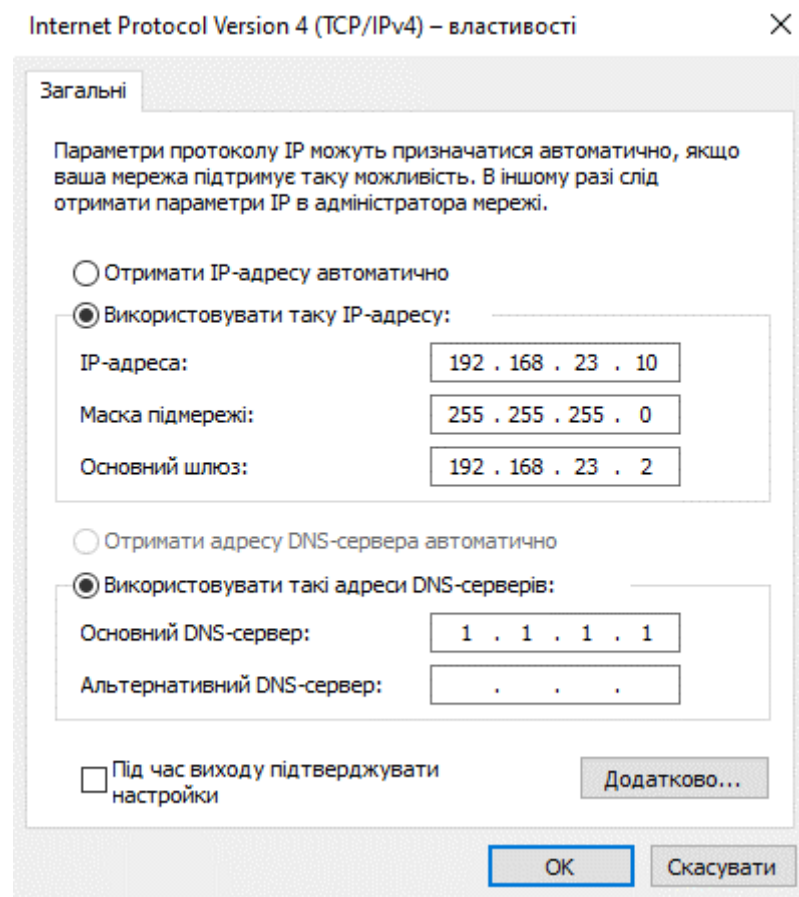 Internet Protocol Version 4 (TCP/IPv4) – властивості
Загальні
Параметри протоколу IP можуть призначатися автоматично, якщо
ваша мережа підтримує таку можливість. В іншому разі слід
отримати параметри IP в адміністратора мережі.
Отримати IP-адресу автоматично
Використовувати таку IP-адресу:
IP-адреса: 192 . 168 . 23 . 10
Маска підмережі: 255 . 255 . 255 . 0
Основний шлюз: 192 . 168 . 23 . 2
Отримати адресу DNS-сервера автоматично
Використовувати такі адреси DNS-серверів:
Основний DNS-сервер: 1 . 1 . 1 . 1
Альтернативний DNS-сервер: . . .
Під час виходу підтверджувати
настройки
Додатково...
OK Скасувати